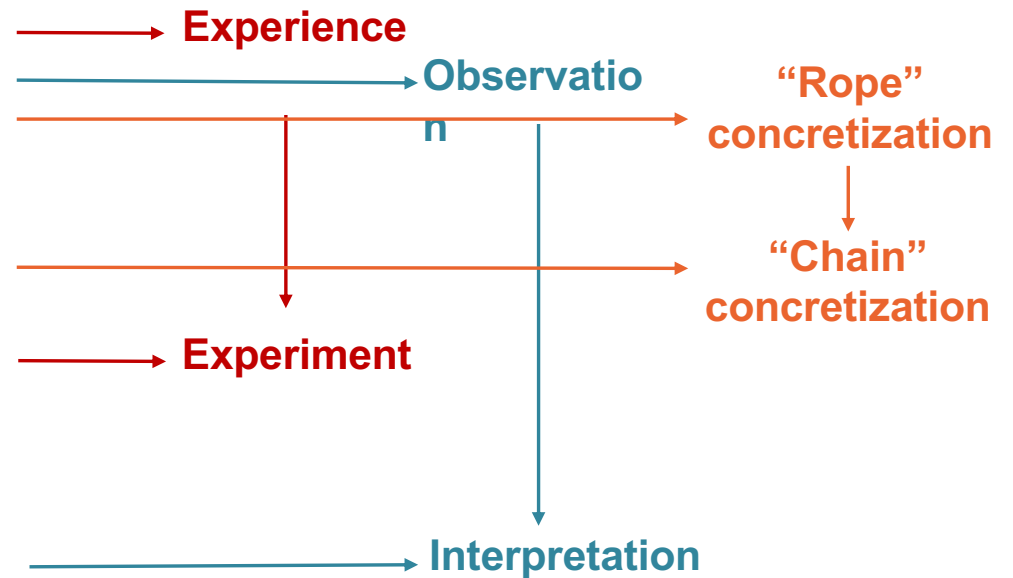 Experience
Observatio
n
“Rope”
concretization
“Chain”
concretization
Experiment
Interpretation